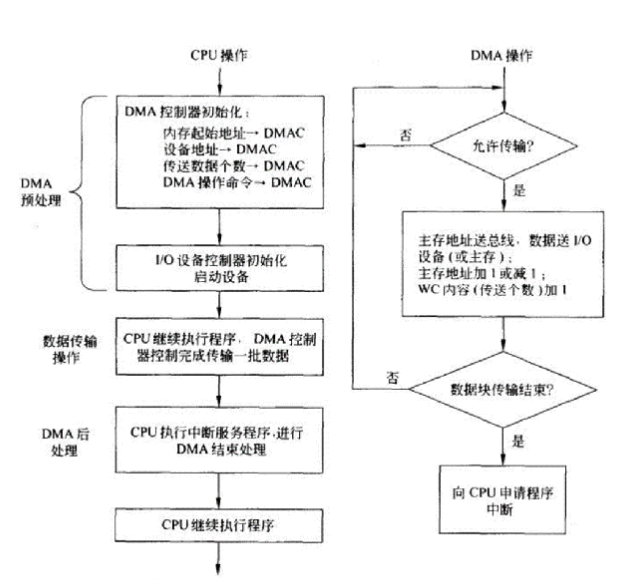 CPU 操作
DMA 控制器初始化：
内存起始地址→ DMAC
设备地址→ DMAC
传送数据个数→ DMAC
DMA 操作命令→ DMAC
DMA
预处理
I/O 设备控制器初始化
启动设备
数据传输
操作
CPU 继续执行程序， DMA 控制
器控制完成传输一批数据
DMA 后
处理
CPU 执行中断服务程序,进行
DMA 结束处理
CPU 继续执行程序
DMA 操作
否
允许传输?
是
主存地址送总线，数据送 I/O
设备 (或主存)；
主存地址加 1 或减 1；
WC 内容 (传送个数) 加 1
否
数据块传输结束?
是
向 CPU 申请程序
中断